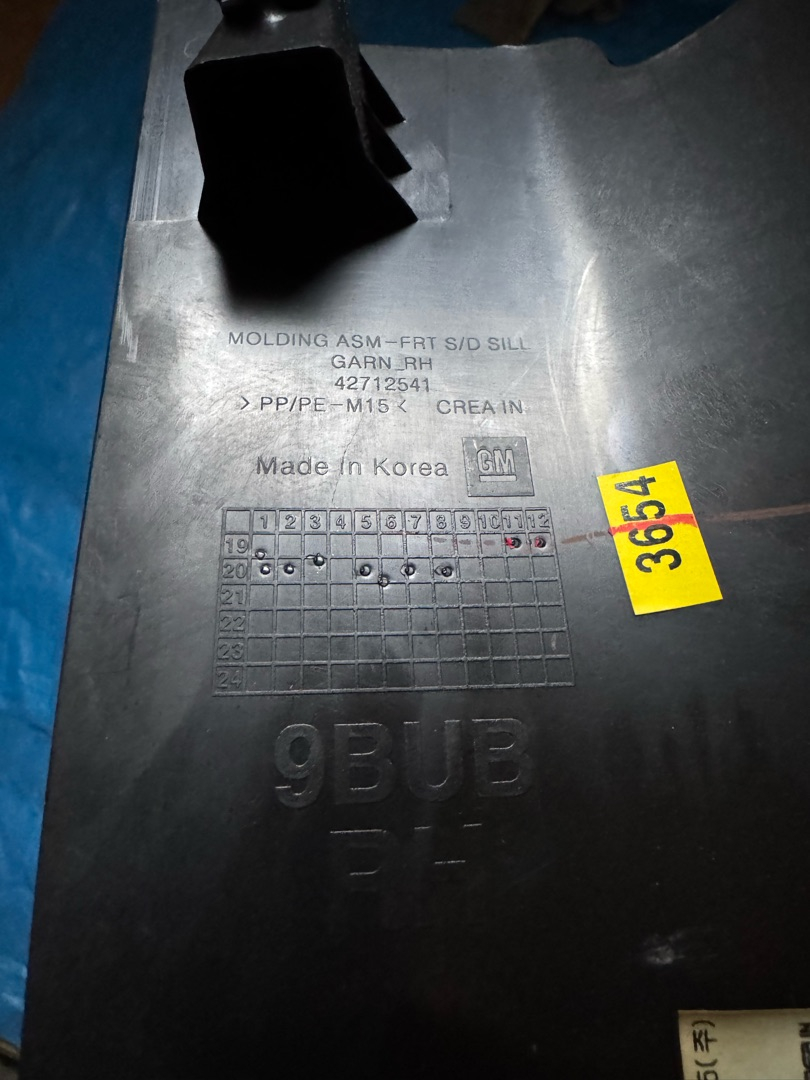 MOLDING ASM-FRT S/D SILL
GARN_RH
42712541
> PP/PE-M15 < CREA IN
Made in Korea GM
1 2 3 4 5 6 7 8 9 10 11 12
19
20
21
22
23
24
3654
9BUB
(주)